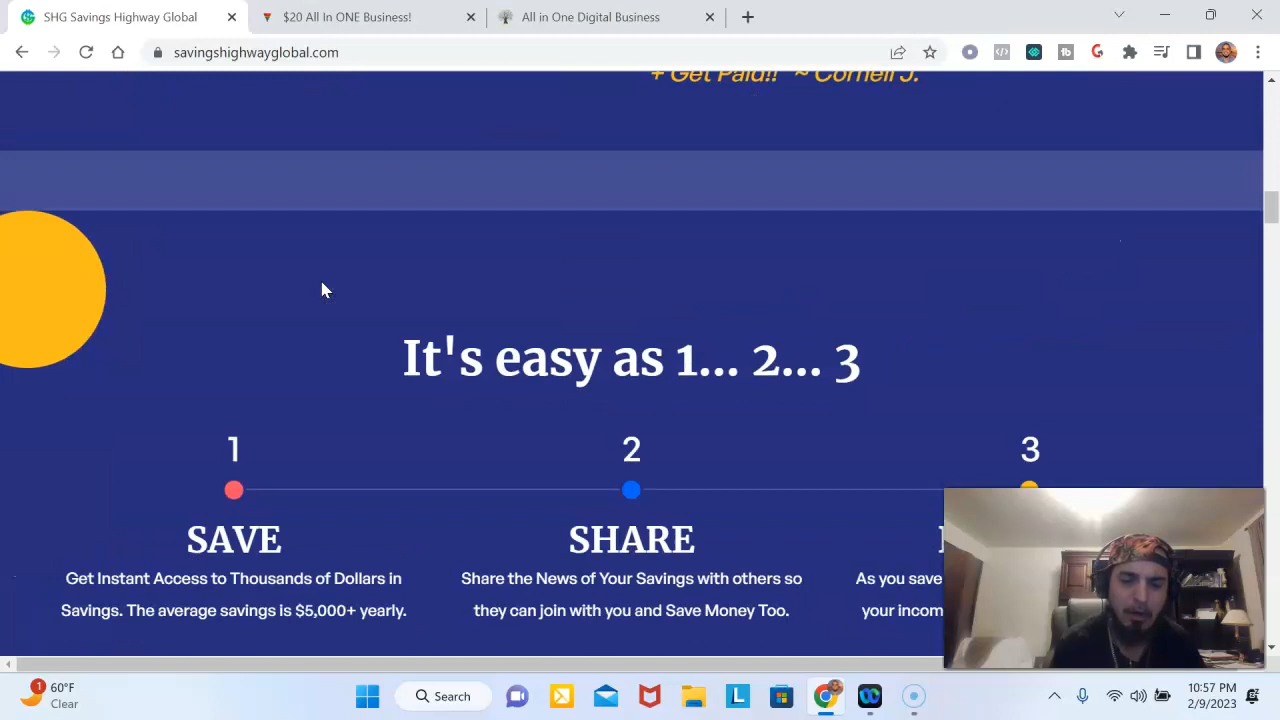 SHG Savings Highway Global
$20 All In ONE Business!
All in One Digital Business
savingshighwayglobal.com
+ Get Paid!! ~ Cornell J.
It's easy as 1... 2... 3
1
2
3
SAVE
SHARE
Get Instant Access to Thousands of Dollars in
Savings. The average savings is $5,000+ yearly.
Share the News of Your Savings with others so
they can join with you and Save Money Too.
As you save
your incom
1
60°F
Clear
Search
10:57 PM
2/9/2023